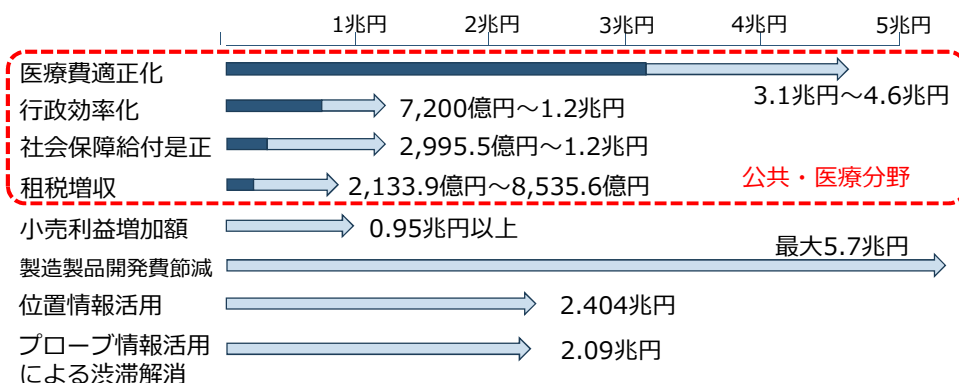 1兆円 2兆円 3兆円 4兆円 5兆円
医療費適正化
3.1兆円～4.6兆円
行政効率化 7,200億円～1.2兆円
社会保障給付是正 2,995.5億円～1.2兆円
租税増収 2,133.9億円～8,535.6億円 公共・医療分野
小売利益増加額 0.95兆円以上
最大5.7兆円
製造製品開発費節減
位置情報活用 2.404兆円
プローブ情報活用 2.09兆円
による渋滞解消